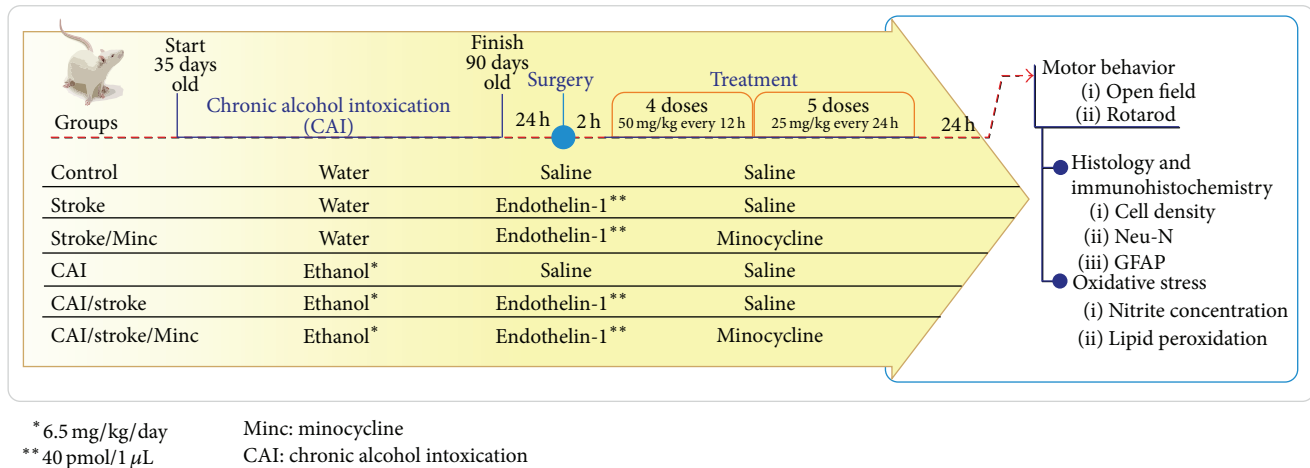 Start
35 days
old
Finish
90 days
old
Surgery
Treatment
Groups
Chronic alcohol intoxication
(CAI)
24 h
2 h
4 doses
50 mg/kg every 12 h
5 doses
25 mg/kg every 24 h
24 h
Control Water Saline Saline
Stroke Water Endothelin-1** Saline
Stroke/Minc Water Endothelin-1** Minocycline
CAI Ethanol* Saline Saline
CAI/stroke Ethanol* Endothelin-1** Saline
CAI/stroke/Minc Ethanol* Endothelin-1** Minocycline
Motor behavior
(i) Open field
(ii) Rotarod
Histology and
immunohistochemistry
(i) Cell density
(ii) Neu-N
(iii) GFAP
Oxidative stress
(i) Nitrite concentration
(ii) Lipid peroxidation
*6.5 mg/kg/day Minc: minocycline
**40 pmol/1 μL CAI: chronic alcohol intoxication